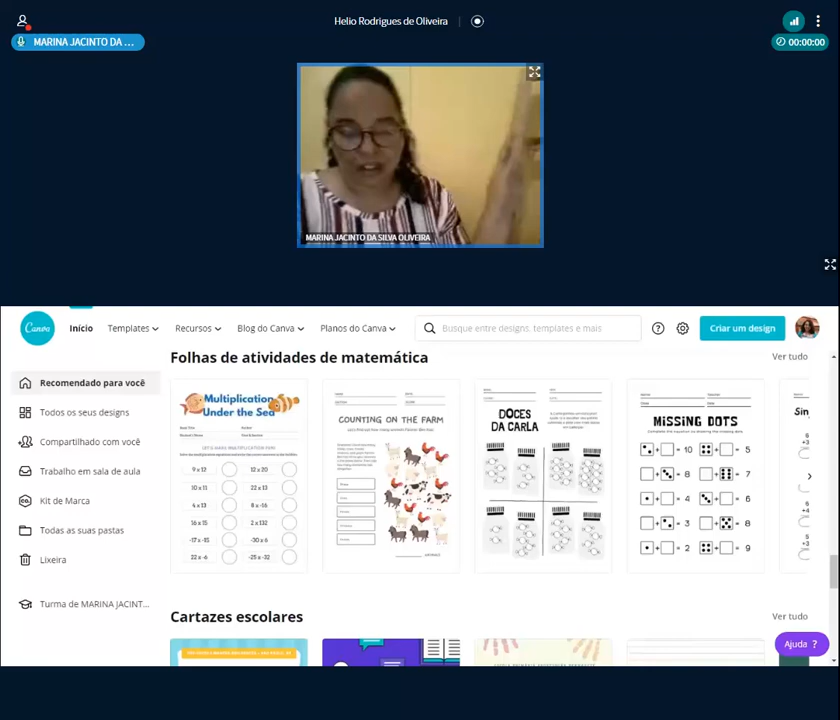 Helio Rodrigues de Oliveira
MARINA JACINTO DA ...
00:00:00
MARINA JACINTO DA SILVA OLIVEIRA
Canva
Início
Templates
Recursos
Blog do Canva
Planos do Canva
Busque entre designs, templates e mais
Criar um design
Folhas de atividades de matemática
Ver tudo
Recomendado para você
Todos os seus designs
Compartilhado com você
Trabalho em sala de aula
Kit de Marca
Todas as suas pastas
Lixeira
Turma de MARINA JACINT...
Multiplication
Under the Sea
LET'S HAVE MULTIPLICATION FUN!
9 x 12
12 x 20
10 x 11
22 x 13
4 x 13
8 x -16
16 x 15
2 x 132
-17 x -15
-30 x 6
22 x -6
-25 x -32
COUNTING ON THE FARM
DOCES
DA CARLA
MISSING DOTS
= 10
= 5
= 8
= 7
= 4
= 6
= 3
= 8
= 2
= 9
Sin
Cartazes escolares
Ver tudo
Ajuda ?